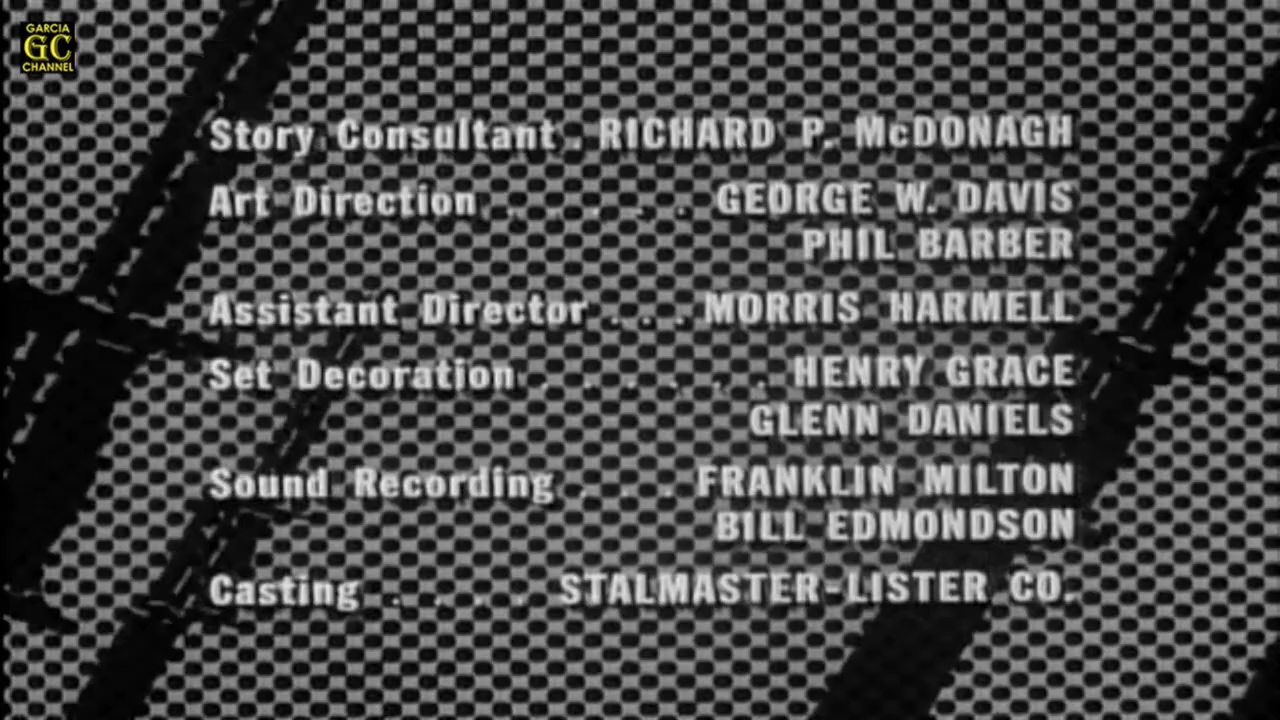 GARCIA
GC
CHANNEL
Story Consultant . RICHARD P. McDONAGH
Art Direction . . . . . GEORGE W. DAVIS
PHIL BARBER
Assistant Director . . . MORRIS HARMELL
Set Decoration . . . . . . HENRY GRACE
GLENN DANIELS
Sound Recording . . . FRANKLIN MILTON
BILL EDMONDSON
Casting . . . . STALMASTER-LISTER CO.